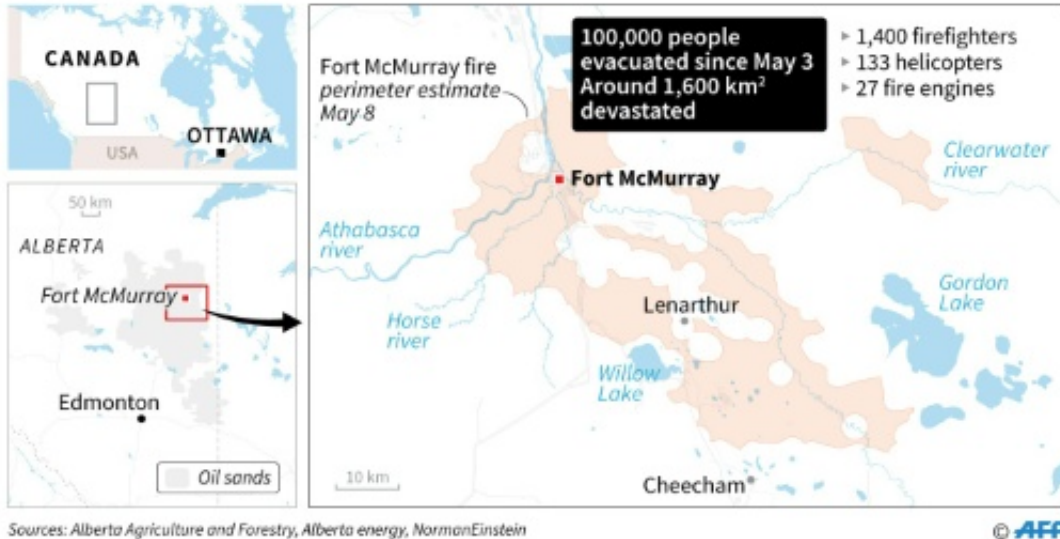 CANADA
OTTAWA
USA
50 km
ALBERTA
Fort McMurray
Edmonton
Oil sands
Fort McMurray fire
perimeter estimate
May 8
100,000 people
evacuated since May 3
Around 1,600 km²
devastated
▸ 1,400 firefighters
▸ 133 helicopters
▸ 27 fire engines
Clearwater
river
Fort McMurray
Athabasca
river
Horse
river
Lenarthur
Gordon
Lake
Willow
Lake
10 km
Cheecham
Sources: Alberta Agriculture and Forestry, Alberta energy, NormanEinstein
© AFP